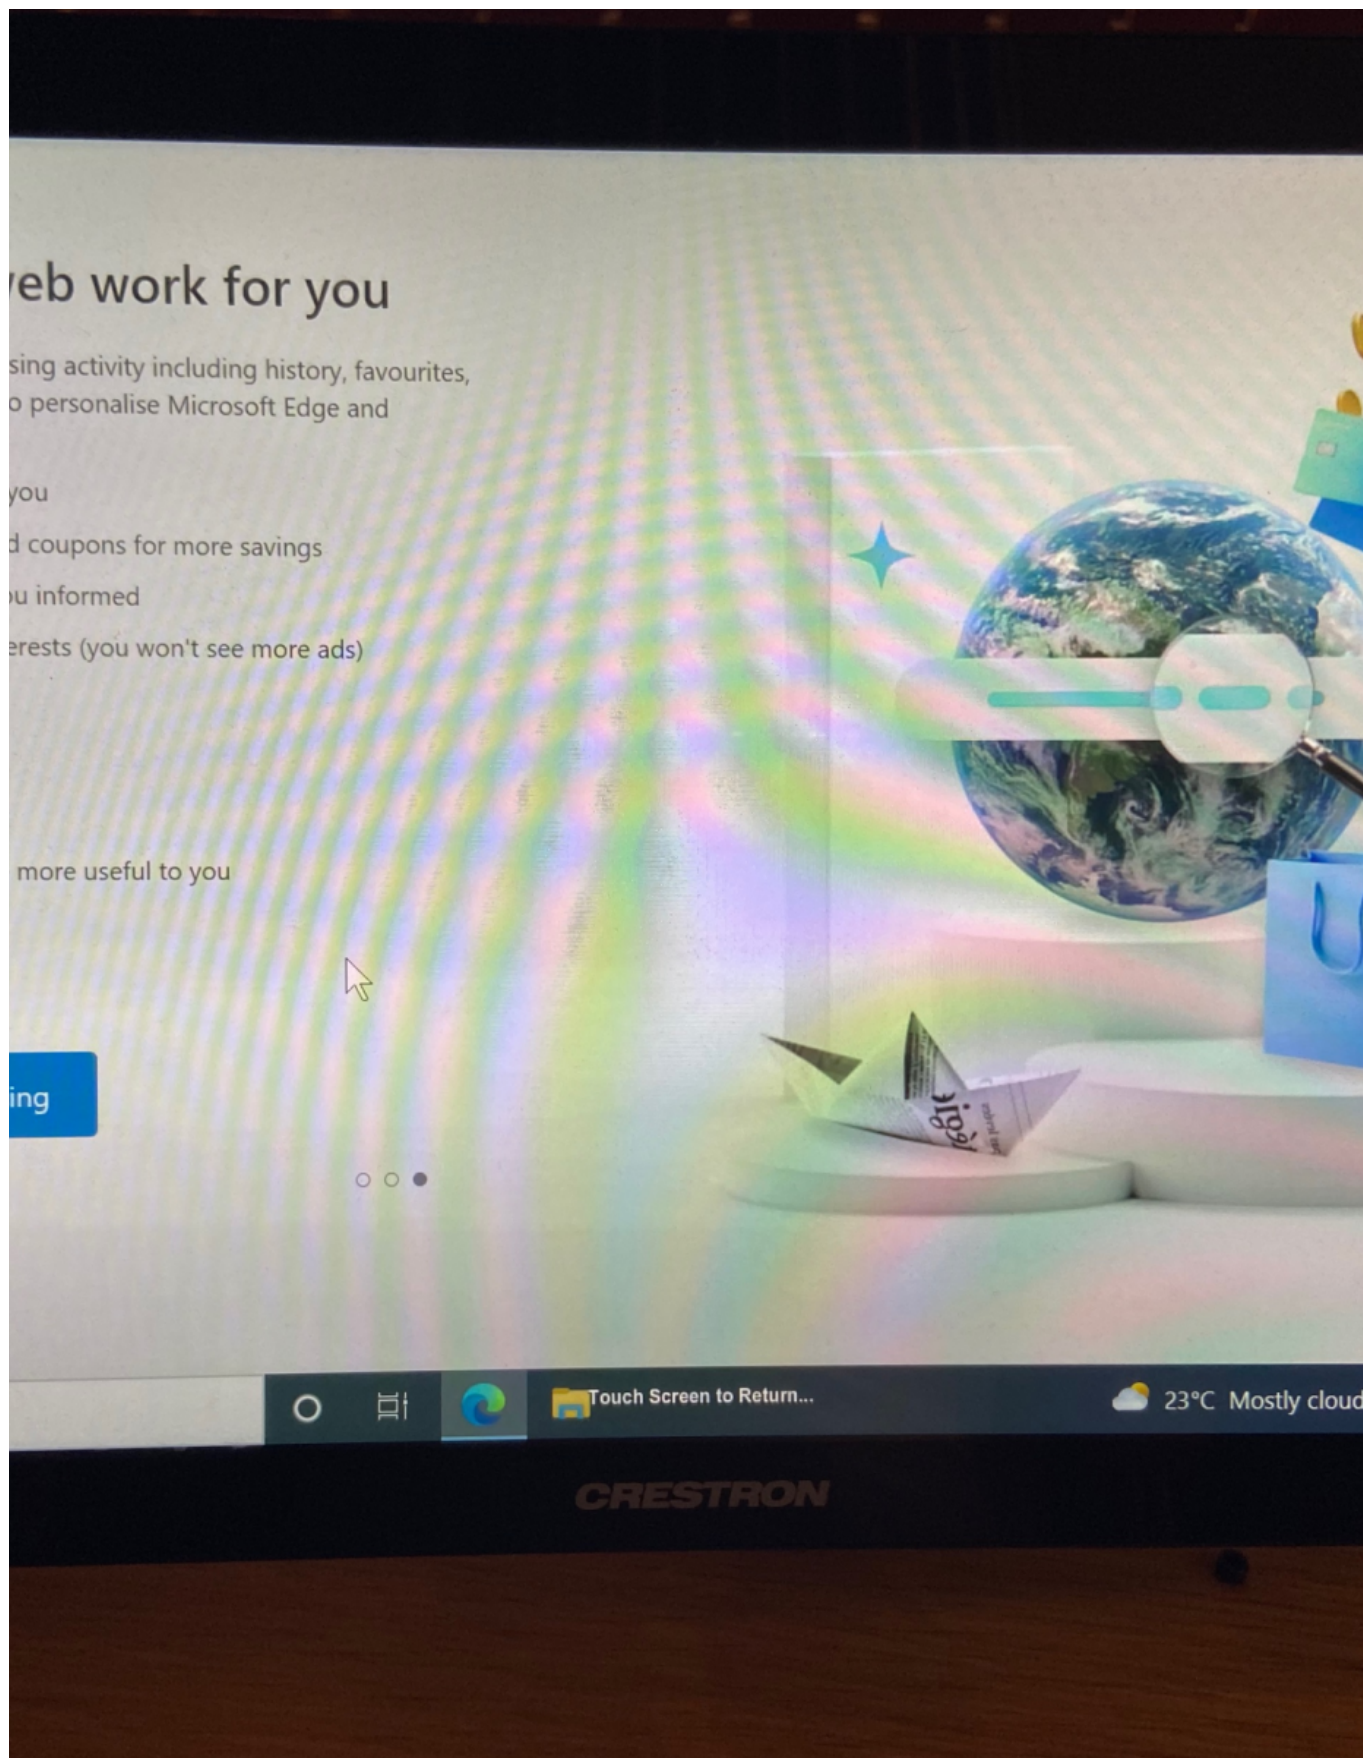 eb work for you
sing activity including history, favourites,
o personalise Microsoft Edge and
you
d coupons for more savings
ou informed
erests (you won't see more ads)
more useful to you
ing
Touch Screen to Return...
23°C Mostly cloud
CRESTRON